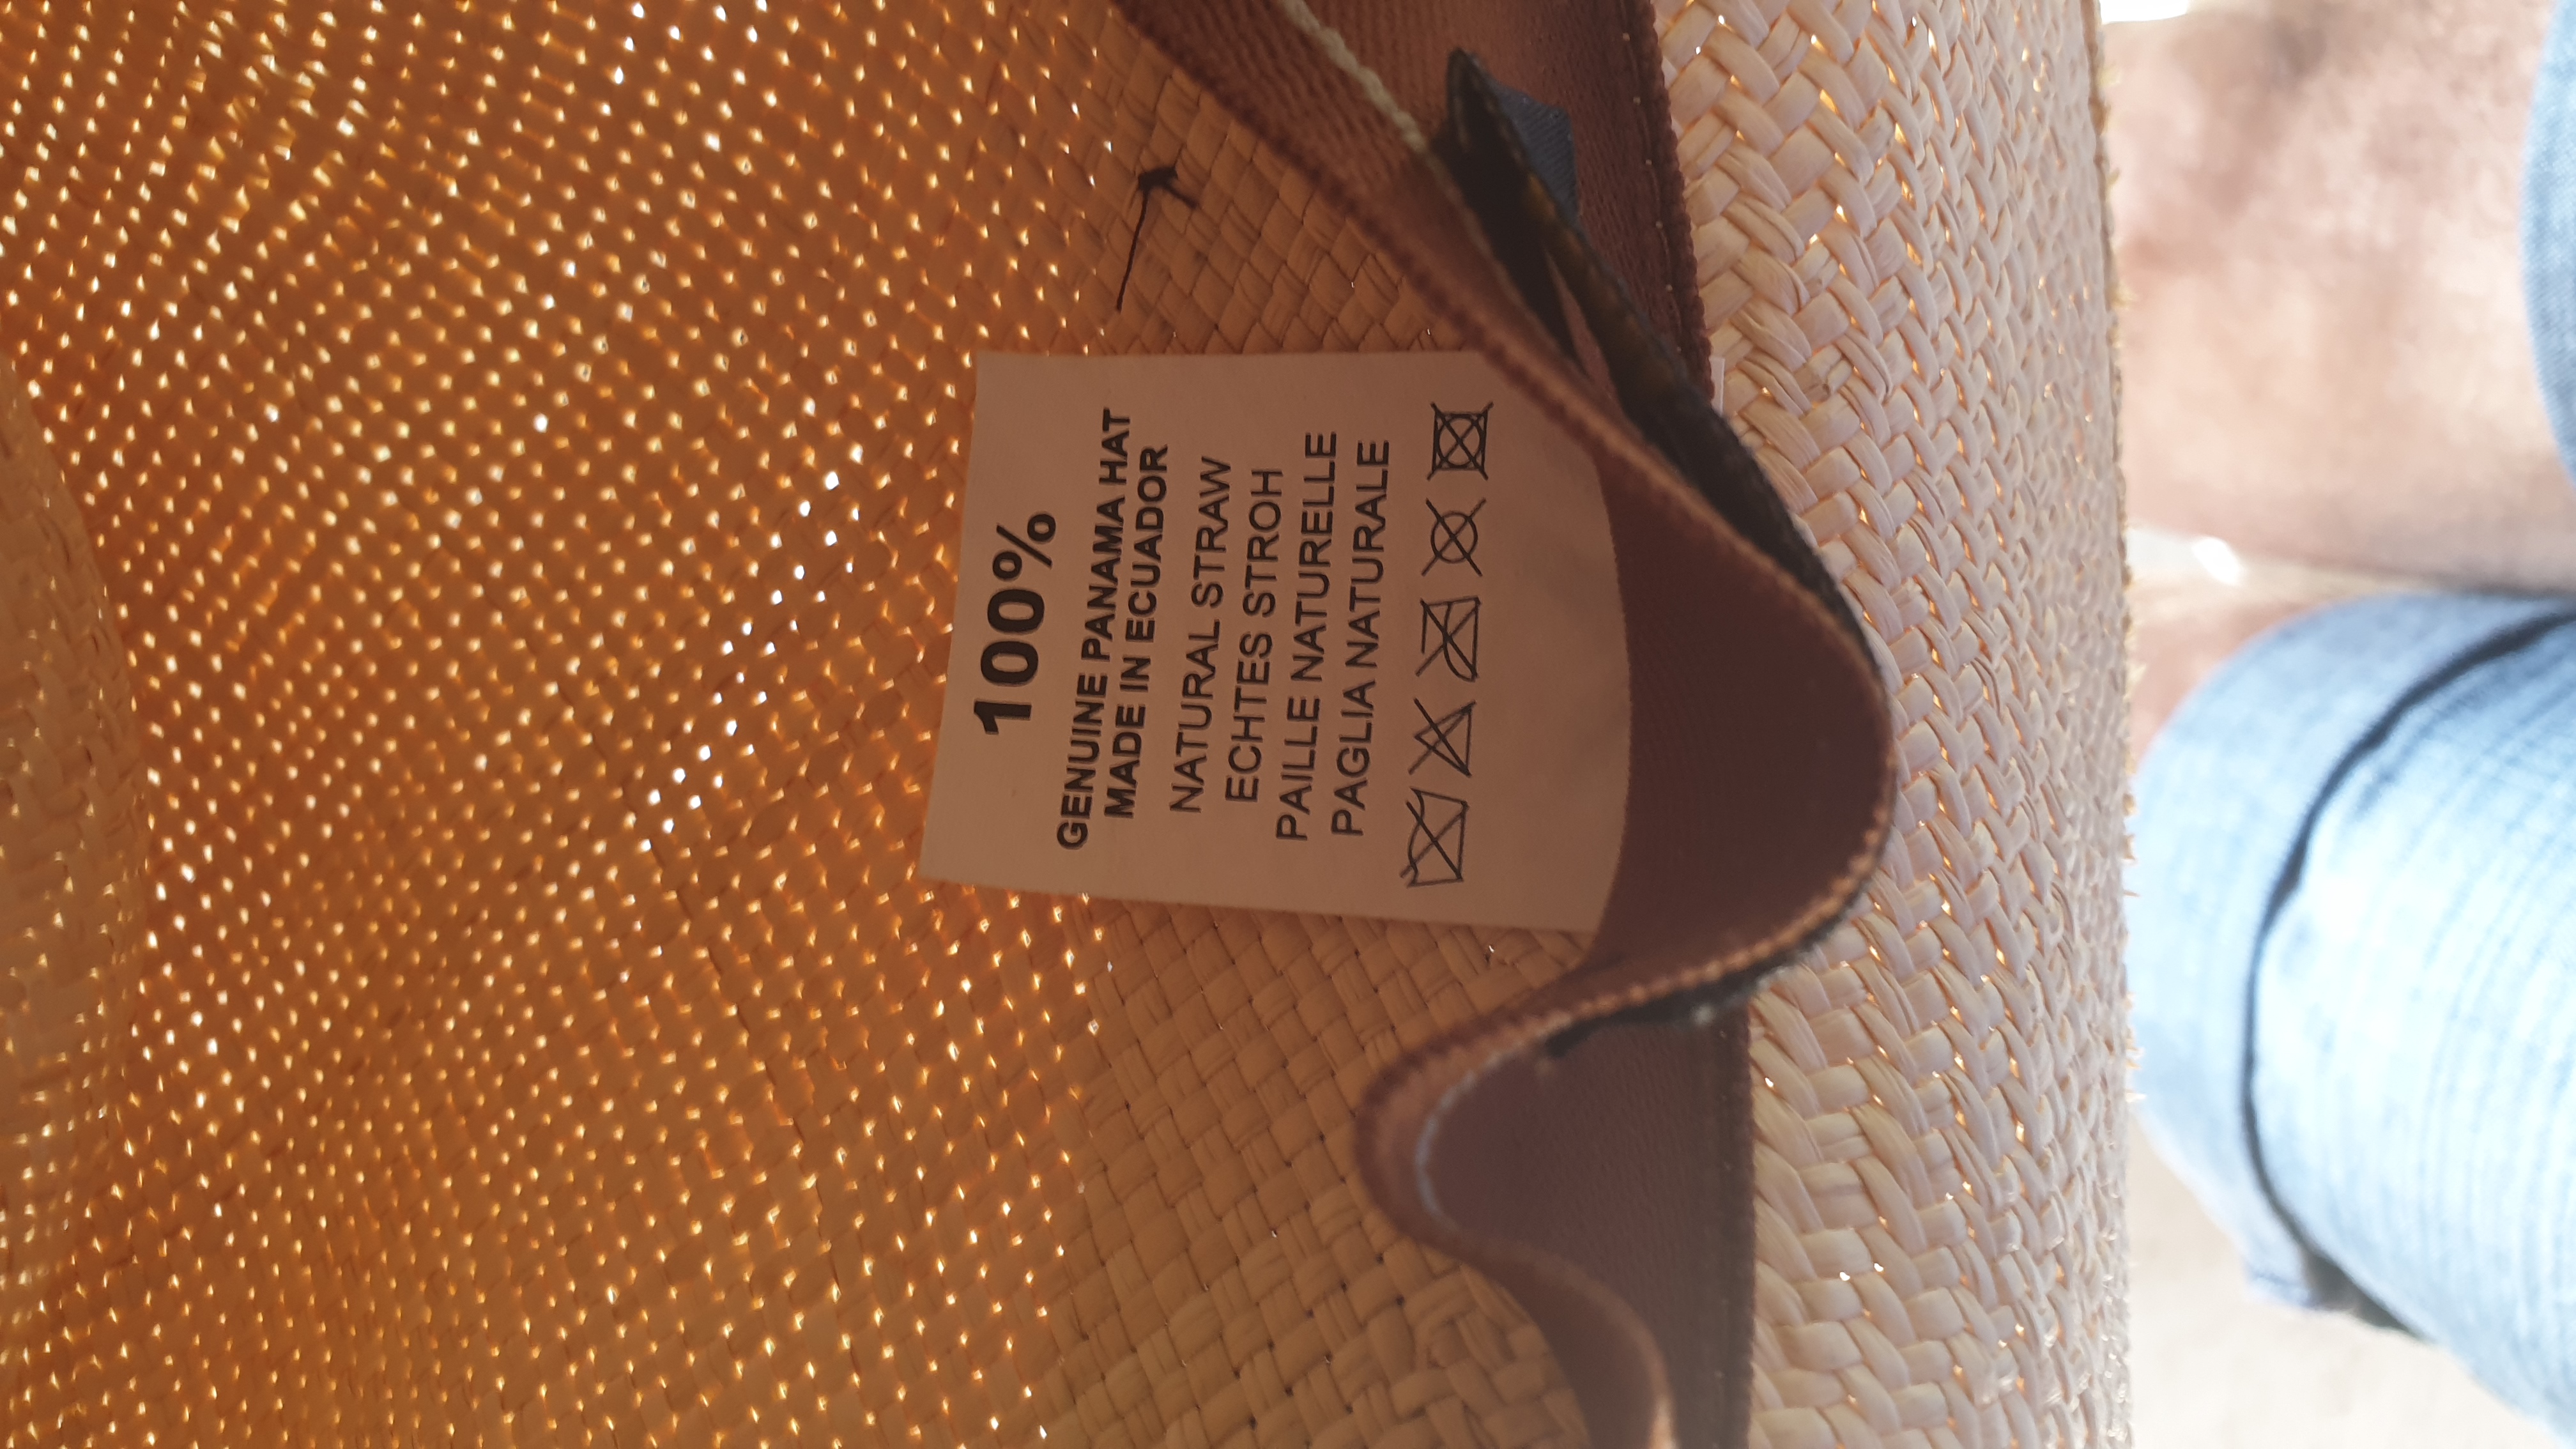 100%
GENUINE PANAMA HAT
MADE IN ECUADOR
NATURAL STRAW
ECHTES STROH
PAILLE NATURELLE
PAGLIA NATURALE